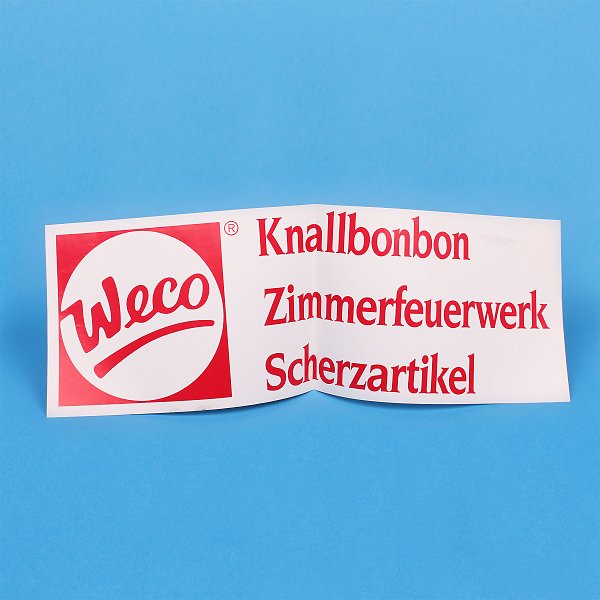 Weco ®
Knallbonbon
Zimmerfeuerwerk
Scherzartikel